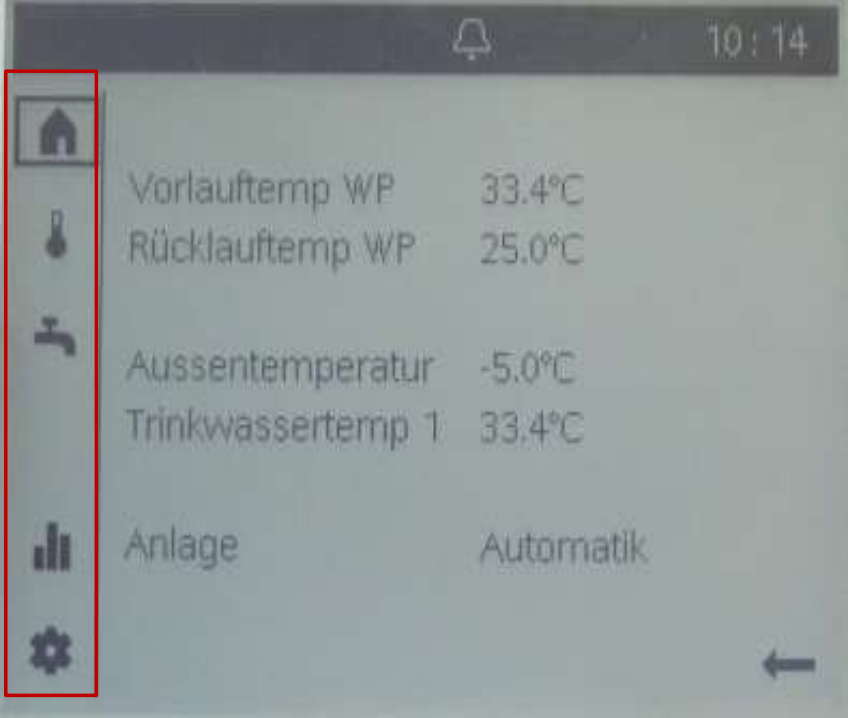 10:14
Vorlauftemp WP 33.4°C
Rücklauftemp WP 25.0°C
Aussentemperatur -5.0°C
Trinkwassertemp 1 33.4°C
Anlage Automatik